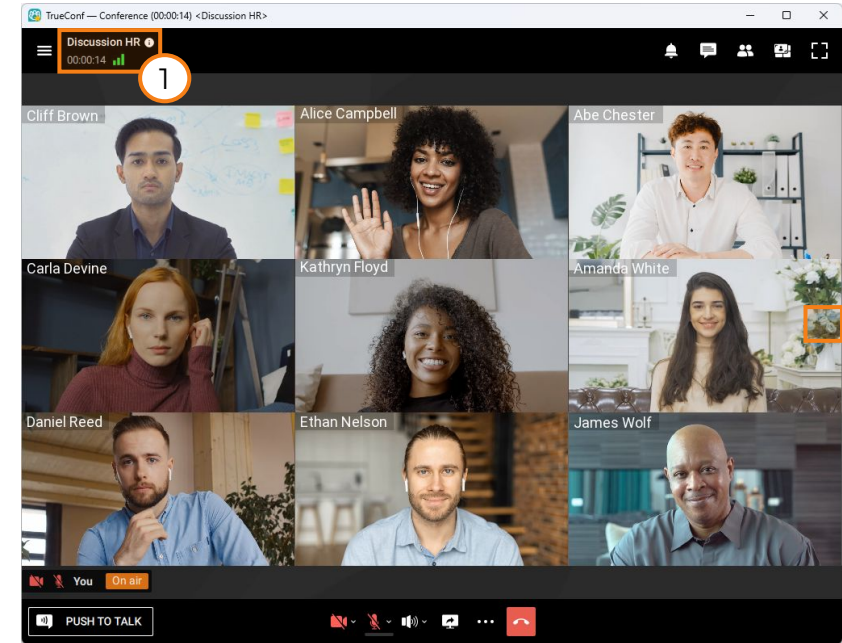 TrueConf — Conference (00:00:14) <Discussion HR>
Discussion HR
00:00:14
1
Cliff Brown
Alice Campbell
Abe Chester
Carla Devine
Kathryn Floyd
Amanda White
Daniel Reed
Ethan Nelson
James Wolf
You On air
PUSH TO TALK